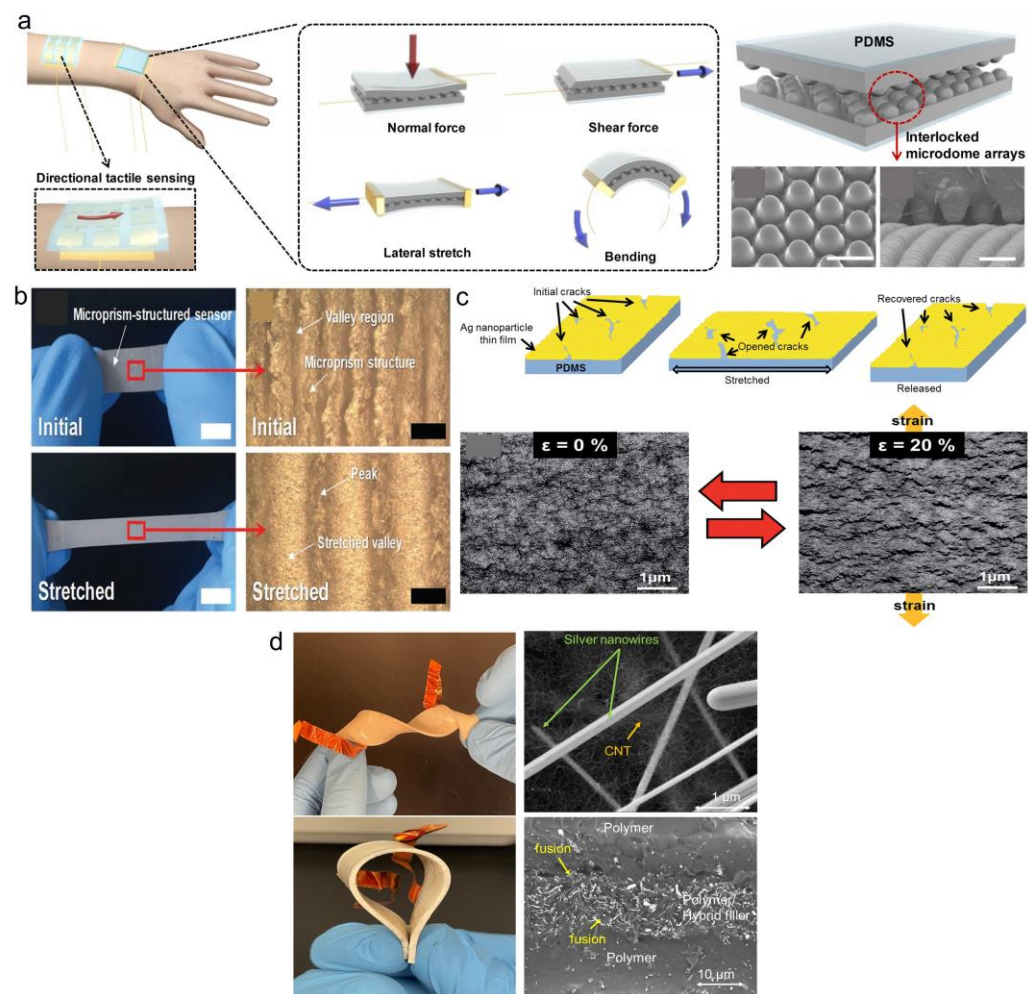 a
PDMS
Normal force
Shear force
Interlocked
microdome arrays
Directional tactile sensing
Lateral stretch
Bending
b
Microprism-structured sensor
Initial
Valley region
Microprism structure
Initial
Stretched
Peak
Stretched valley
Stretched
c
Initial cracks
Recovered cracks
Ag nanoparticle
thin film
Opened cracks
PDMS
Stretched
Released
strain
ε = 0 %
ε = 20 %
1μm
1μm
strain
d
Silver nanowires
CNT
1 μm
Polymer
fusion
Polymer/
Hybrid filler
fusion
Polymer
10 μm